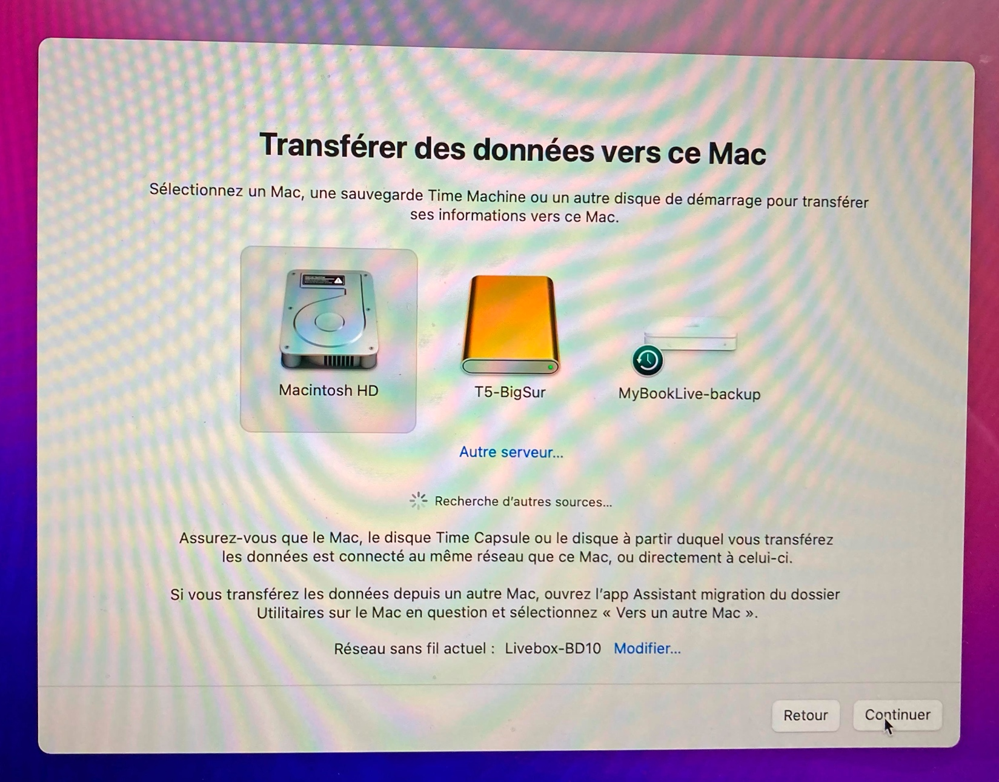 Transférer des données vers ce Mac
Sélectionnez un Mac, une sauvegarde Time Machine ou un autre disque de démarrage pour transférer
ses informations vers ce Mac.
Macintosh HD
T5-BigSur
MyBookLive-backup
Autre serveur...
Recherche d'autres sources...
Assurez-vous que le Mac, le disque Time Capsule ou le disque à partir duquel vous transférez
les données est connecté au même réseau que ce Mac, ou directement à celui-ci.
Si vous transférez les données depuis un autre Mac, ouvrez l'app Assistant migration du dossier
Utilitaires sur le Mac en question et sélectionnez « Vers un autre Mac ».
Réseau sans fil actuel : Livebox-BD10 Modifier...
Retour
Continuer